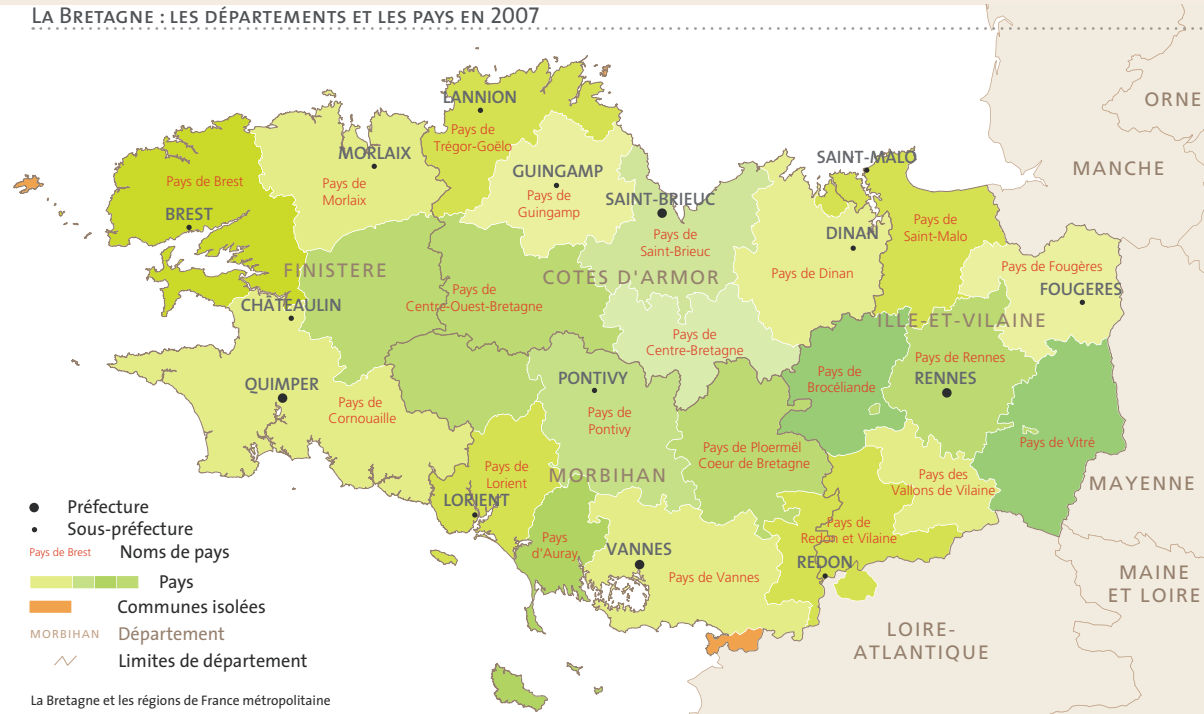 LA BRETAGNE : LES DÉPARTEMENTS ET LES PAYS EN 2007
ORNE
MANCHE
LANNION
Pays de
Trégor-Goëlo
MORLAIX
Pays de
Morlaix
GUINGAMP
Pays de
Guingamp
SAINT-MALO
Pays de Brest
BREST
SAINT-BRIEUC
Pays de
Saint-Brieuc
DINAN
Pays de Dinan
Pays de
Saint-Malo
Pays de Fougères
FOUGERES
FINISTERE
COTES D'ARMOR
CHÂTEAULIN
Pays de
Centre-Ouest-Bretagne
ILLE-ET-VILAINE
Pays de
Centre-Bretagne
Pays de
Brocéliande
Pays de Rennes
RENNES
QUIMPER
Pays de
Cornouaille
PONTIVY
Pays de
Pontivy
Pays de Ploermël
Coeur de Bretagne
Pays de Vitré
Pays de
Lorient
MORBIHAN
Pays des
Vallons de Vilaine
MAYENNE
LORIENT
Pays
d'Auray
VANNES
Pays de Vannes
Pays de
Redon et Vilaine
REDON
MAINE
ET LOIRE
LOIRE-
ATLANTIQUE
Préfecture
Sous-préfecture
Pays de Brest Noms de pays
Pays
Communes isolées
MORBIHAN Département
Limites de département
La Bretagne et les régions de France métropolitaine